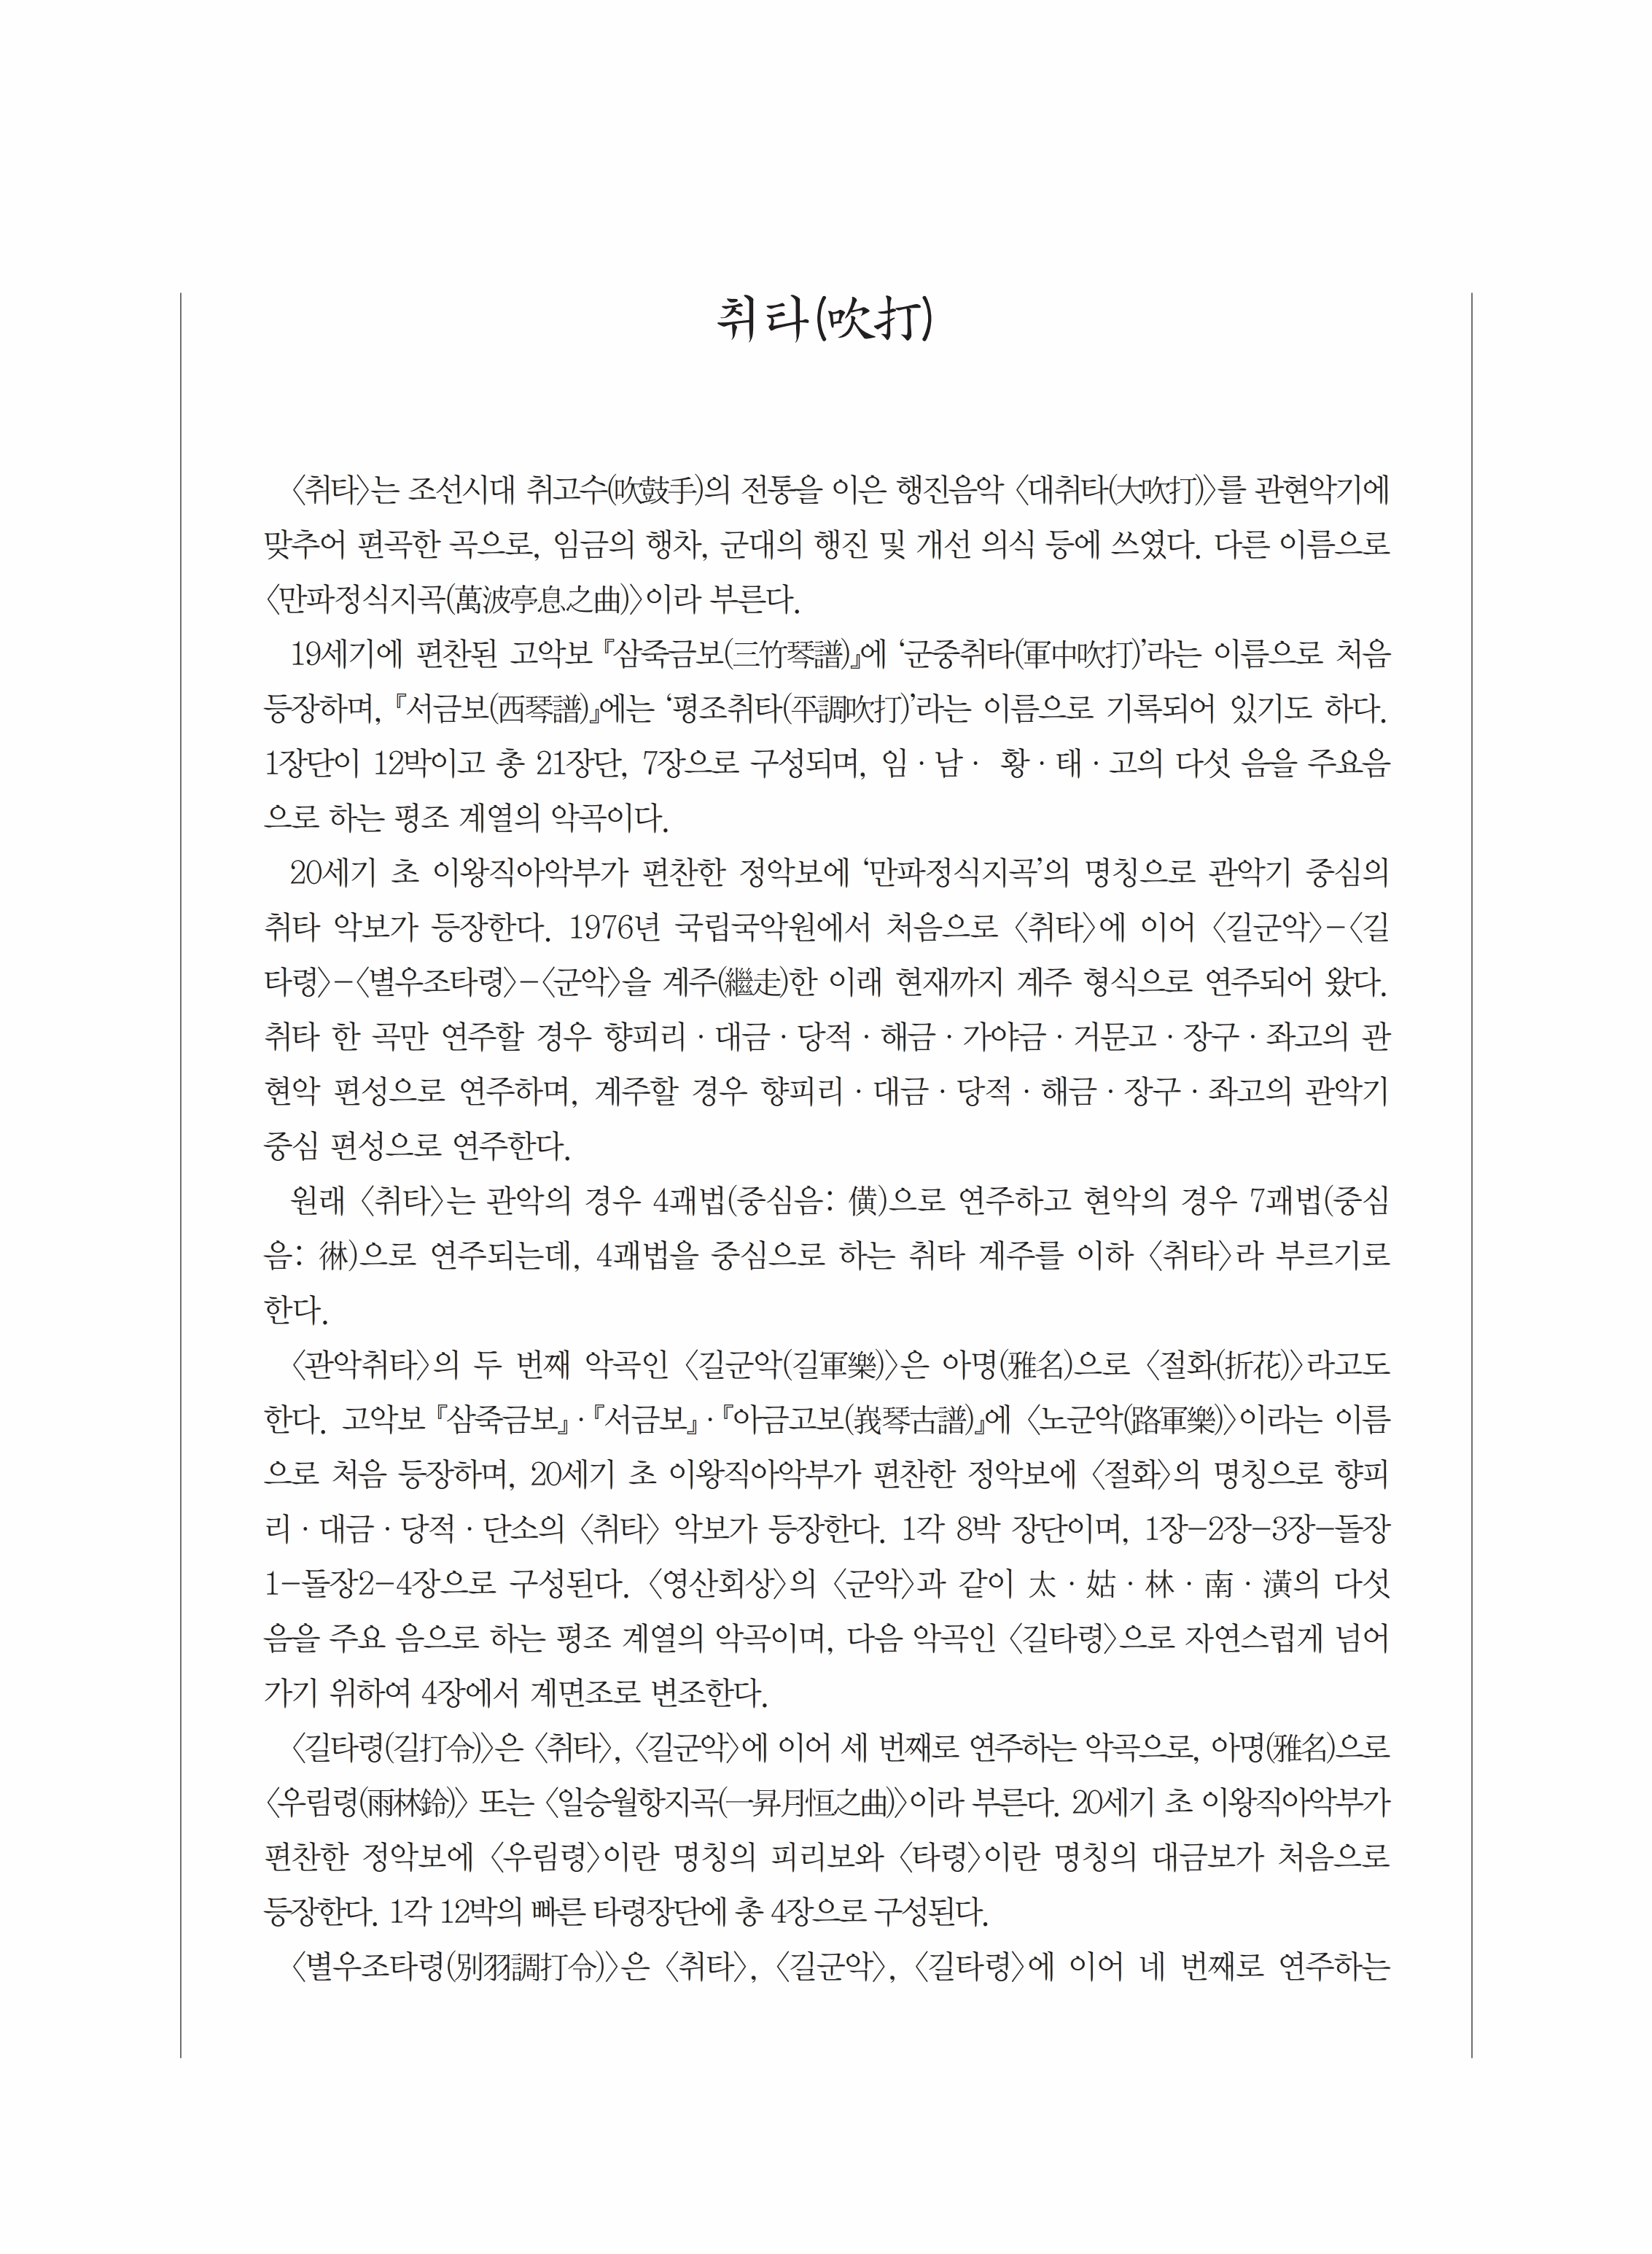 취타(吹打)
〈취타〉는 조선시대 취고수(吹鼓手)의 전통을 이은 행진음악 〈대취타(大吹打)〉를 관현악기에
맞추어 편곡한 곡으로, 임금의 행차, 군대의 행진 및 개선 의식 등에 쓰였다. 다른 이름으로
〈만파정식지곡(萬波亭息之曲)〉이라 부른다.
19세기에 편찬된 고악보 『삼죽금보(三竹琴譜)』에 ‘군중취타(軍中吹打)’라는 이름으로 처음
등장하며, 『서금보(西琴譜)』에는 ‘평조취타(平調吹打)’라는 이름으로 기록되어 있기도 하다.
1장단이 12박이고 총 21장단, 7장으로 구성되며, 임 · 남 · 황 · 태 · 고의 다섯 음을 주요음
으로 하는 평조 계열의 악곡이다.
20세기 초 이왕직아악부가 편찬한 정악보에 ‘만파정식지곡’의 명칭으로 관악기 중심의
취타 악보가 등장한다. 1976년 국립국악원에서 처음으로 〈취타〉에 이어 〈길군악〉-〈길
타령〉-〈별우조타령〉-〈군악〉을 계주(繼走)한 이래 현재까지 계주 형식으로 연주되어 왔다.
취타 한 곡만 연주할 경우 향피리 · 대금 · 당적 · 해금 · 가야금 · 거문고 · 장구 · 좌고의 관
현악 편성으로 연주하며, 계주할 경우 향피리 · 대금 · 당적 · 해금 · 장구 · 좌고의 관악기
중심 편성으로 연주한다.
원래 〈취타〉는 관악의 경우 4괘법(중심음: 僙)으로 연주하고 현악의 경우 7괘법(중심
음: 㣩)으로 연주되는데, 4괘법을 중심으로 하는 취타 계주를 이하 〈취타〉라 부르기로
한다.
〈관악취타〉의 두 번째 악곡인 〈길군악(길軍樂)〉은 아명(雅名)으로 〈절화(折花)〉라고도
한다. 고악보 『삼죽금보』 · 『서금보』 · 『아금고보(峩琴古譜)』에 〈노군악(路軍樂)〉이라는 이름
으로 처음 등장하며, 20세기 초 이왕직아악부가 편찬한 정악보에 〈절화〉의 명칭으로 향피
리 · 대금 · 당적 · 단소의 〈취타〉 악보가 등장한다. 1각 8박 장단이며, 1장-2장-3장-돌장
1-돌장2-4장으로 구성된다. 〈영산회상〉의 〈군악〉과 같이 太 · 姑 · 林 · 南 · 潢의 다섯
음을 주요 음으로 하는 평조 계열의 악곡이며, 다음 악곡인 〈길타령〉으로 자연스럽게 넘어
가기 위하여 4장에서 계면조로 변조한다.
〈길타령(길打令)〉은 〈취타〉, 〈길군악〉에 이어 세 번째로 연주하는 악곡으로, 아명(雅名)으로
〈우림령(雨林鈴)〉 또는 〈일승월항지곡(一昇月恒之曲)〉이라 부른다. 20세기 초 이왕직아악부가
편찬한 정악보에 〈우림령〉이란 명칭의 피리보와 〈타령〉이란 명칭의 대금보가 처음으로
등장한다. 1각 12박의 빠른 타령장단에 총 4장으로 구성된다.
〈별우조타령(別羽調打令)〉은 〈취타〉, 〈길군악〉, 〈길타령〉에 이어 네 번째로 연주하는